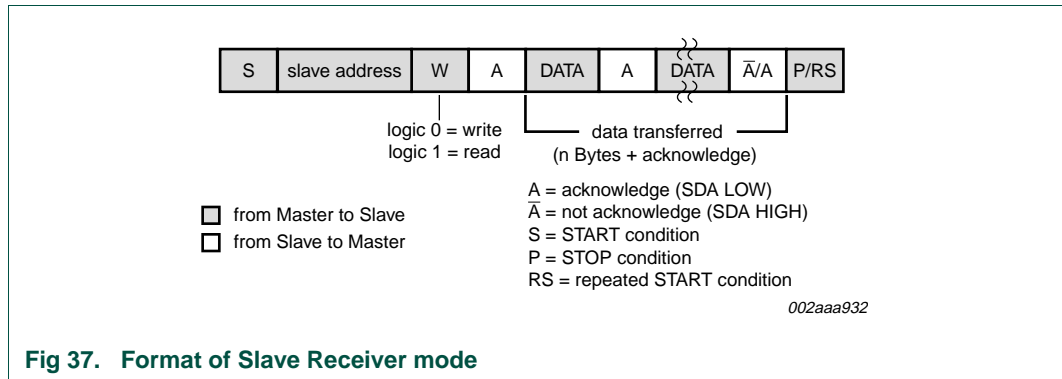 S slave address W A DATA A DATA A̅/A P/RS
logic 0 = write
logic 1 = read
data transferred
(n Bytes + acknowledge)
A = acknowledge (SDA LOW)
A̅ = not acknowledge (SDA HIGH)
S = START condition
P = STOP condition
RS = repeated START condition
from Master to Slave
from Slave to Master
002aaa932
Fig 37. Format of Slave Receiver mode